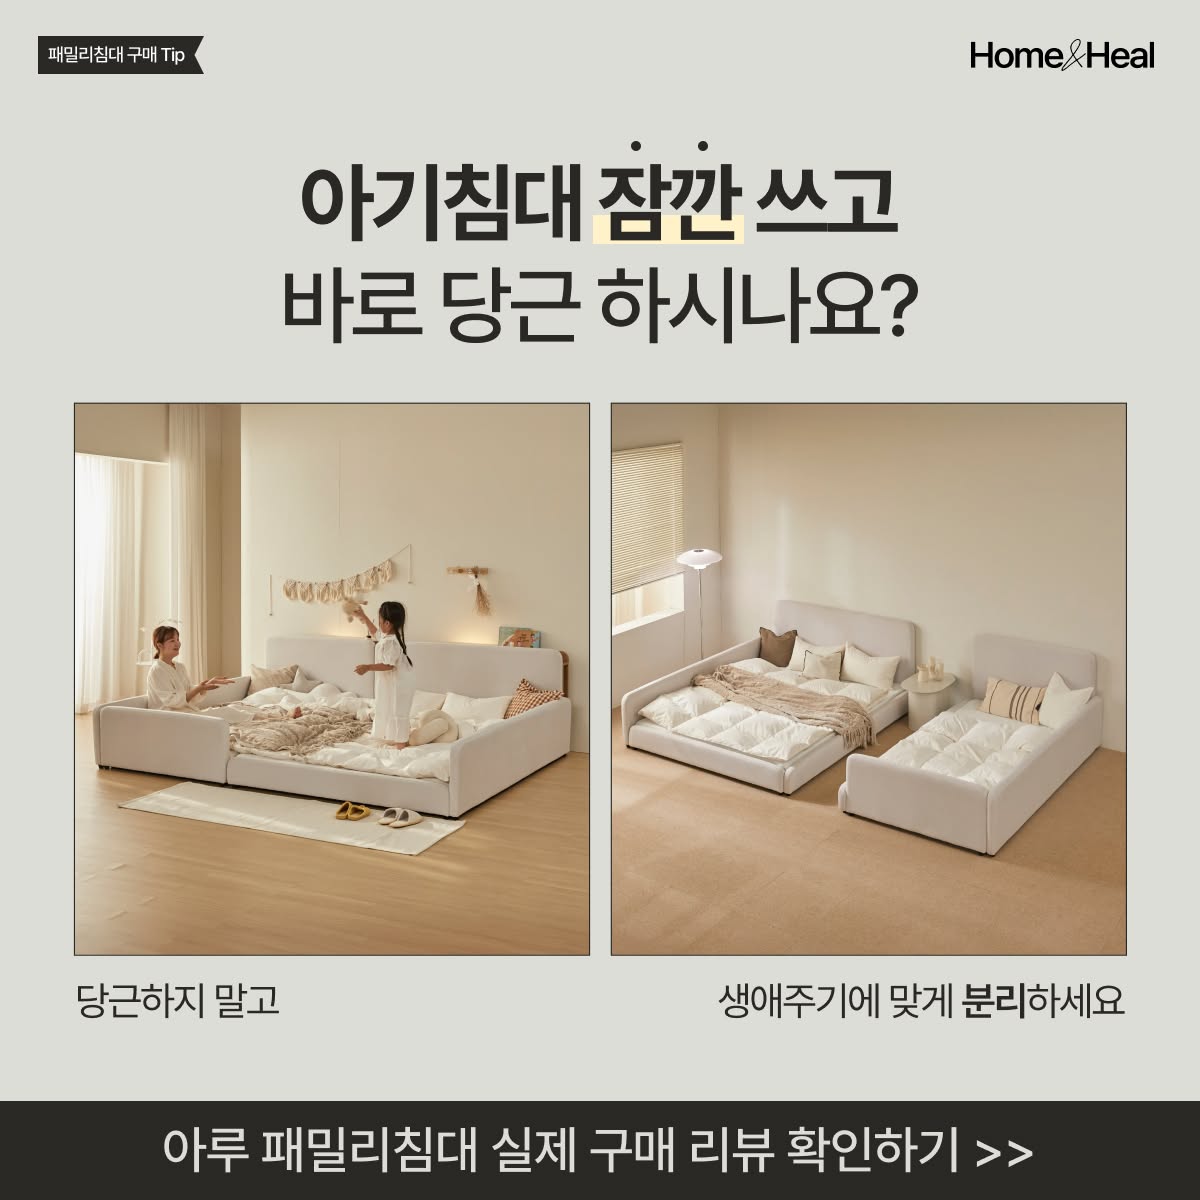 패밀리침대 구매 Tip
Home&Heal
아기침대 잠깐 쓰고
바로 당근 하시나요?
당근하지 말고
생애주기에 맞게 분리하세요
아루 패밀리침대 실제 구매 리뷰 확인하기 >>